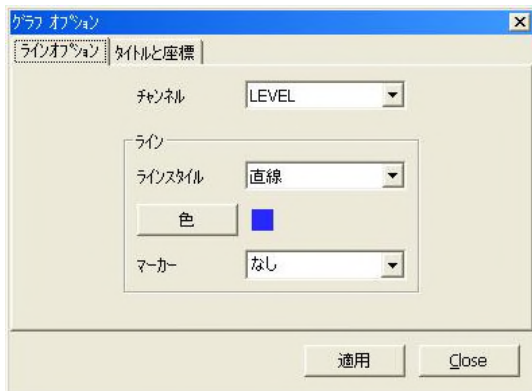 グラフ オプション
ラインオプション タイトルと座標
チャンネル LEVEL
ライン
ラインスタイル 直線
色
マーカー なし
適用 Close